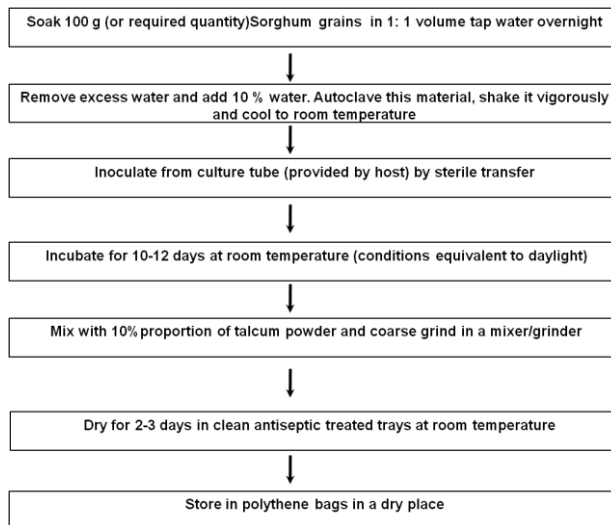 Soak 100 g (or required quantity)Sorghum grains in 1: 1 volume tap water overnight
Remove excess water and add 10 % water. Autoclave this material, shake it vigorously
and cool to room temperature
Inoculate from culture tube (provided by host) by sterile transfer
Incubate for 10-12 days at room temperature (conditions equivalent to daylight)
Mix with 10% proportion of talcum powder and coarse grind in a mixer/grinder
Dry for 2-3 days in clean antiseptic treated trays at room temperature
Store in polythene bags in a dry place